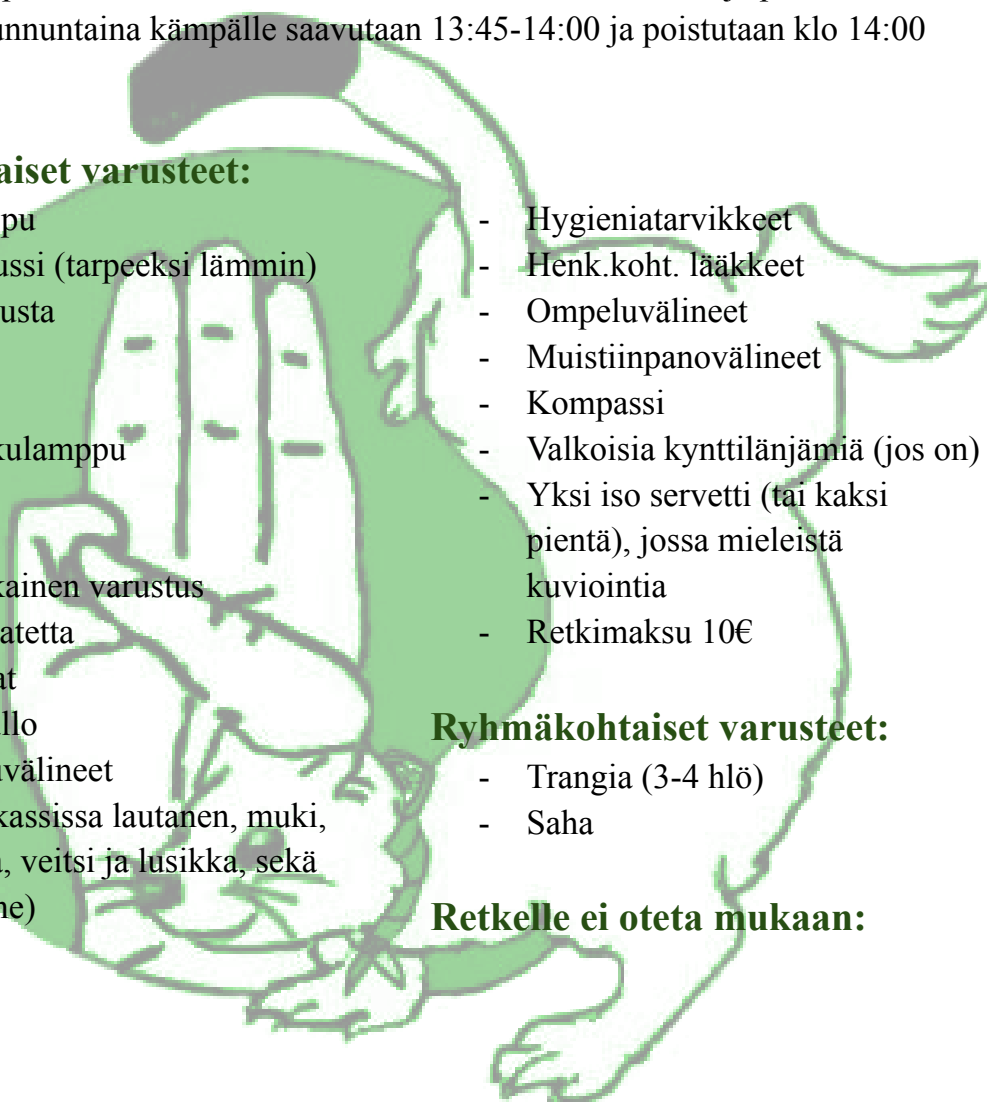 unnuntaina kämpälle saavutaan 13:45-14:00 ja poistutaan klo 14:00
aiset varusteet:
pu
ussi (tarpeeksi lämmin)
usta
kulamppu
kainen varustus
atetta
at
llo
uvälineet
kassissa lautanen, muki,
a, veitsi ja lusikka, sekä
ne)
- Hygieniatarvikkeet
- Henk.koht. lääkkeet
- Ompeluvälineet
- Muistiinpanovälineet
- Kompassi
- Valkoisia kynttilänjämiä (jos on)
- Yksi iso servetti (tai kaksi
pientä), jossa mieleistä
kuviointia
- Retkimaksu 10€
Ryhmäkohtaiset varusteet:
- Trangia (3-4 hlö)
- Saha
Retkelle ei oteta mukaan: